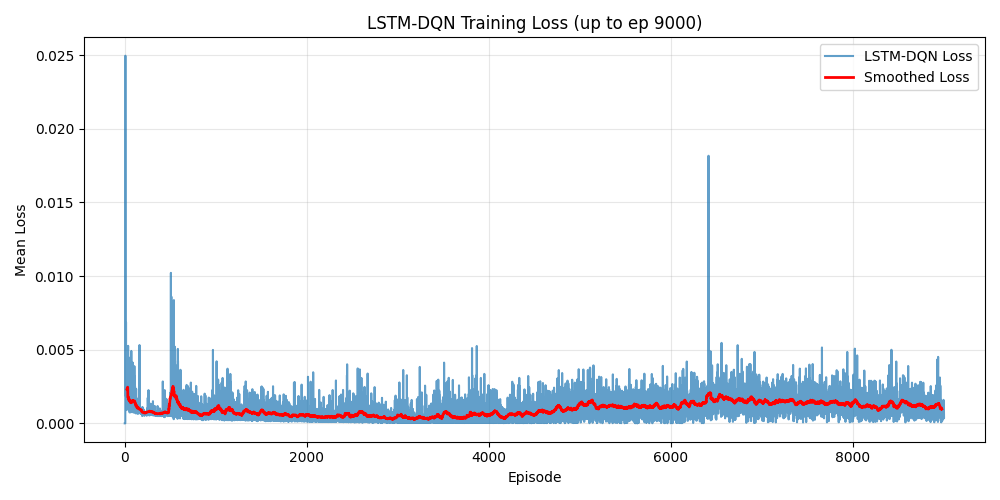 LSTM-DQN Training Loss (up to ep 9000)
LSTM-DQN Loss
Smoothed Loss
Mean Loss
0.025
0.020
0.015
0.010
0.005
0.000
0 2000 4000 6000 8000
Episode